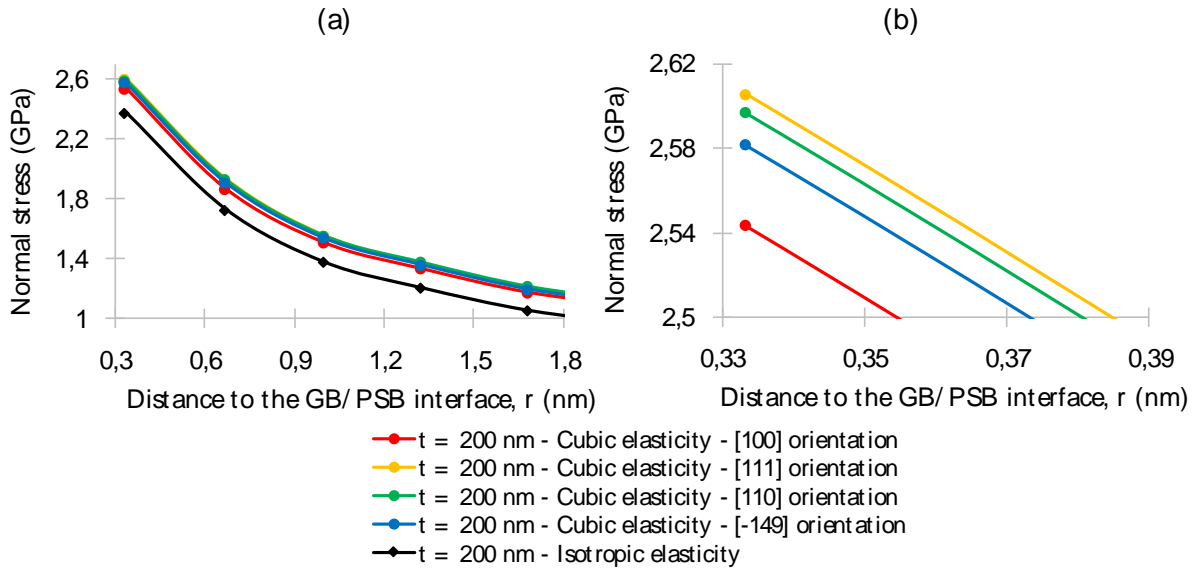 (a)
Normal stress (GPa)
2,6
2,2
1,8
1,4
1
0,3 0,6 0,9 1,2 1,5 1,8
Distance to the GB/ PSB interface, r (nm)
(b)
Normal stress (GPa)
2,62
2,58
2,54
2,5
0,33 0,35 0,37 0,39
Distance to the GB/ PSB interface, r (nm)
t = 200 nm - Cubic elasticity - [100] orientation
t = 200 nm - Cubic elasticity - [111] orientation
t = 200 nm - Cubic elasticity - [110] orientation
t = 200 nm - Cubic elasticity - [-149] orientation
t = 200 nm - Isotropic elasticity